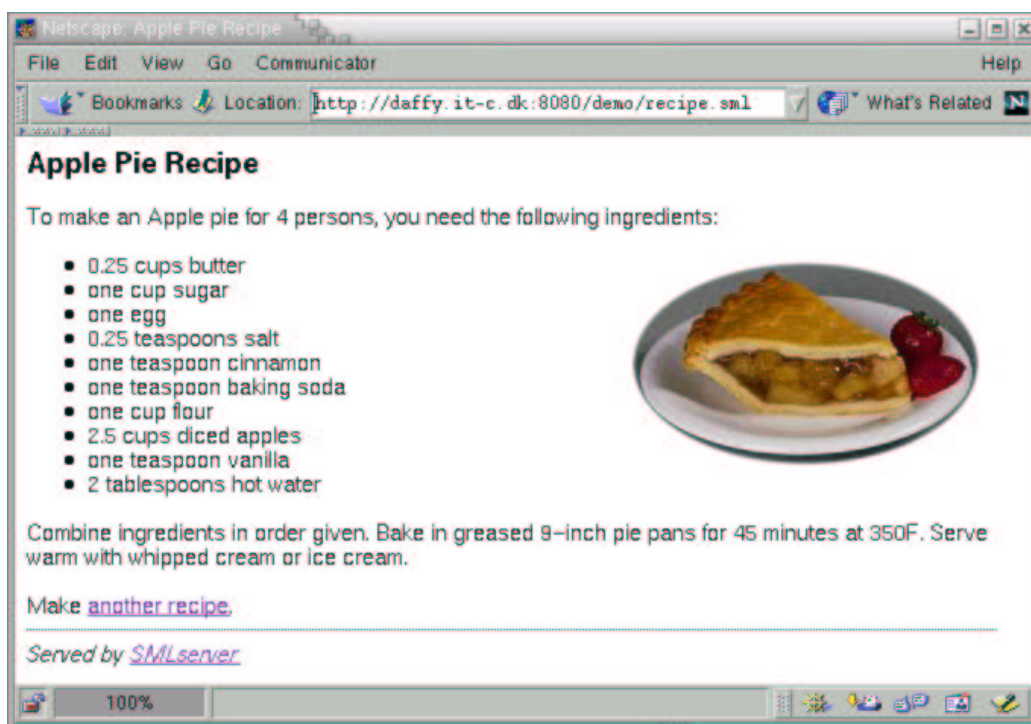 Netscape: Apple Pie Recipe
File Edit View Go Communicator Help
Bookmarks Location: http://daffy.it-c.dk:8080/demo/recipe.sml What's Related N
Apple Pie Recipe
To make an Apple pie for 4 persons, you need the following ingredients:
• 0.25 cups butter
• one cup sugar
• one egg
• 0.25 teaspoons salt
• one teaspoon cinnamon
• one teaspoon baking soda
• one cup flour
• 2.5 cups diced apples
• one teaspoon vanilla
• 2 tablespoons hot water
Combine ingredients in order given. Bake in greased 9-inch pie pans for 45 minutes at 350F. Serve
warm with whipped cream or ice cream.
Make another recipe.
Served by SMLserver
100%